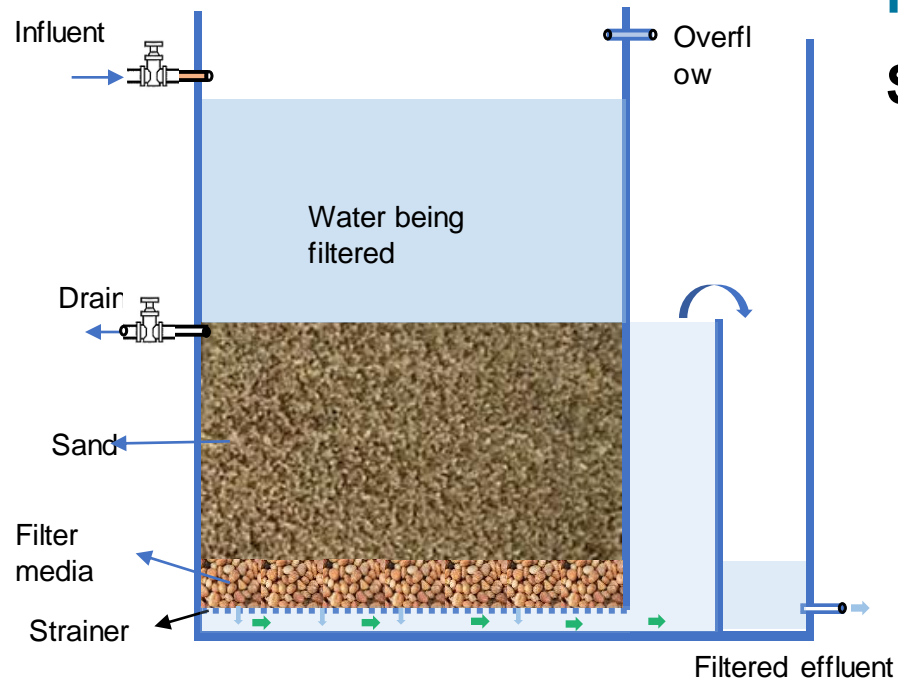 Influent
Overfl
ow
S
Water being
filtered
Drain
Sand
Filter
media
Strainer
Filtered effluent